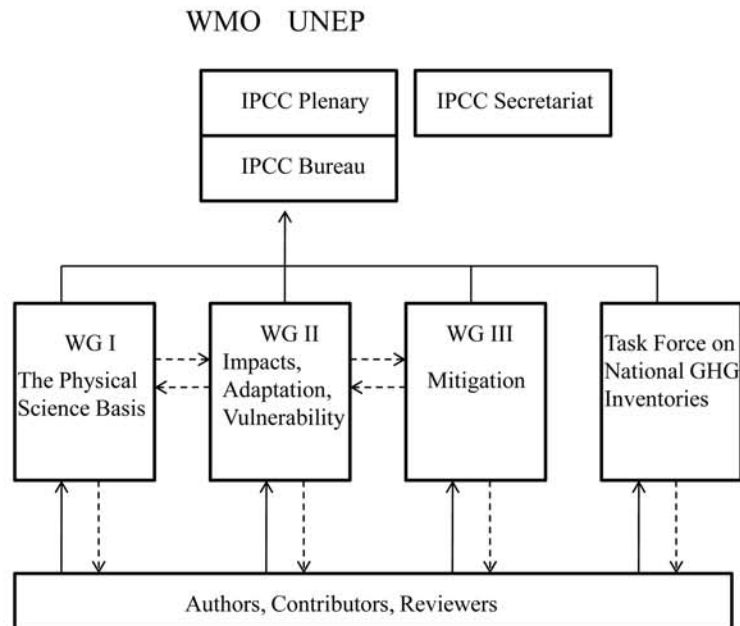 WMO UNEP
IPCC Plenary
IPCC Secretariat
IPCC Bureau
WG I
The Physical
Science Basis
WG II
Impacts,
Adaptation,
Vulnerability
WG III
Mitigation
Task Force on
National GHG
Inventories
Authors, Contributors, Reviewers